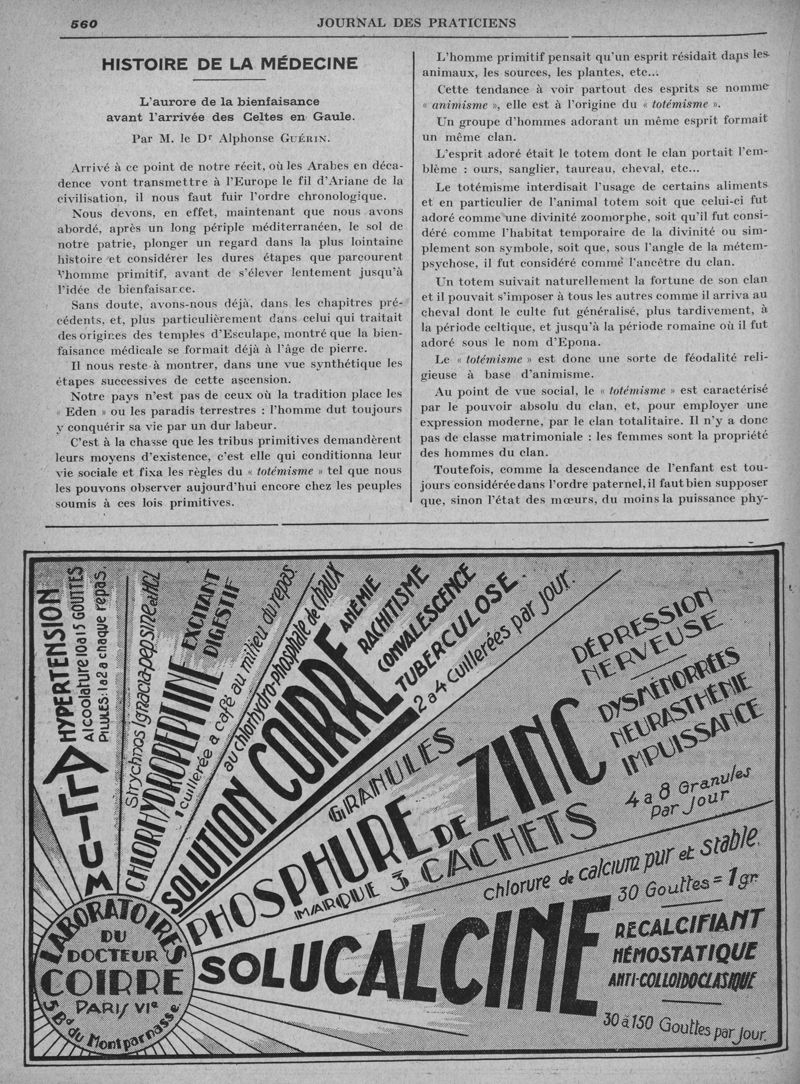 560
JOURNAL DES PRATICIENS
HISTOIRE DE LA MÉDECINE
L'aurore de la bienfaisance
avant l'arrivée des Celtes en Gaule.
Par M. le Dr Alphonse GUÉRIN.
Arrivé à ce point de notre récit, où les Arabes en déca-
dence vont transmettre à l'Europe le fil d'Ariane de la
civilisation, il nous faut fuir l'ordre chronologique.
Nous devons, en effet, maintenant que nous avons
abordé, après un long périple méditerranéen, le sol de
notre patrie, plonger un regard dans la plus lointaine
histoire et considérer les dures étapes que parcourent
l'homme primitif, avant de s'élever lentement jusqu'à
l'idée de bienfaisance.
Sans doute, avons-nous déjà, dans les chapitres pré-
cédents, et, plus particulièrement dans celui qui traitait
des origines des temples d'Esculape, montré que la bien-
faisance médicale se formait déjà à l'âge de pierre.
Il nous reste à montrer, dans une vue synthétique les
étapes successives de cette ascension.
Notre pays n'est pas de ceux où la tradition place les
« Eden » ou les paradis terrestres : l'homme dut toujours
y conquérir sa vie par un dur labeur.
C'est à la chasse que les tribus primitives demandèrent
leurs moyens d'existence, c'est elle qui conditionna leur
vie sociale et fixa les règles du « totémisme » tel que nous
les pouvons observer aujourd'hui encore chez les peuples
soumis à ces lois primitives.
L'homme primitif pensait qu'un esprit résidait daps les
animaux, les sources, les plantes, etc...
Cette tendance à voir partout des esprits se nomme
« animisme », elle est à l'origine du « totémisme ».
Un groupe d'hommes adorant un même esprit formait
un même clan.
L'esprit adoré était le totem dont le clan portait l'em-
blème : ours, sanglier, taureau, cheval, etc...
Le totémisme interdisait l'usage de certains aliments
et en particulier de l'animal totem soit que celui-ci fut
adoré comme une divinité zoomorphe, soit qu'il fut consi-
déré comme l'habitat temporaire de la divinité ou sim-
plement son symbole, soit que, sous l'angle de la métem-
psychose, il fut considéré comme l'ancêtre du clan.
Un totem suivait naturellement la fortune de son clan
et il pouvait s'imposer à tous les autres comme il arriva au
cheval dont le culte fut généralisé, plus tardivement, à
la période celtique, et jusqu'à la période romaine où il fut
adoré sous le nom d'Epona.
Le « totémisme » est donc une sorte de féodalité reli-
gieuse à base d'animisme.
Au point de vue social, le « totémisme » est caractérisé
par le pouvoir absolu du clan, et, pour employer une
expression moderne, par le clan totalitaire. Il n'y a donc
pas de classe matrimoniale : les femmes sont la propriété
des hommes du clan.
Toutefois, comme la descendance de l'enfant est tou-
jours considérée dans l'ordre paternel, il faut bien supposer
que, sinon l'état des mœurs, du moins la puissance phy-
HYPERTENSION
Alcoolature 10 à 15 GOUTTES
PILULES: 1 à 2 a chaque repas.
Strychnos ignacia-pepsine et HCl
CHLORHYDROPEPTINE
EXCITANT
DIGESTIF
1 cuillerée a café au milieu du repas.
au chlorhydro-phosphate de chaux
SOLUTION COIRRE
ANÉMIE
RACHITISME
CONVALESCENCE
TUBERCULOSE.
2 a 4 cuillerées par jour.
GRANULES
PHOSPHURE DE ZINC
MARQUE 3 CACHETS
DÉPRESSION
NERVEUSE
DYSMÉNORRÉES
NEURASTHÉNIE
IMPUISSANCE
4 a 8 Granules
Par Jour
chlorure de calcium pur et stable.
30 Gouttes = 1 gr.
SOLUCALCINE
RECALCIFIANT
HÉMOSTATIQUE
ANTI-COLLOÏDOCLASIQUE
30 à 150 Gouttes par jour.
LABORATOIRES
DU
DOCTEUR
COIRRE
PARIS VIe
5 Bd du Montparnasse.